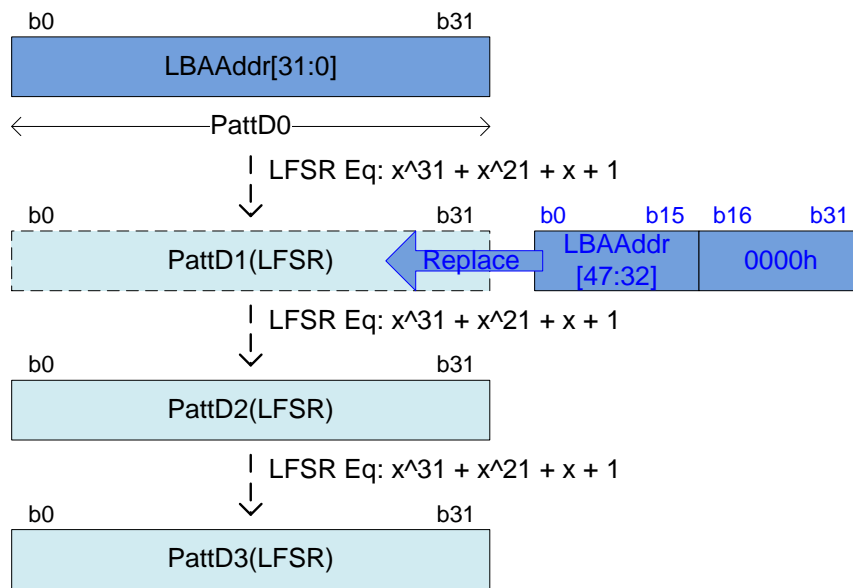 b0 b31
LBAAddr[31:0]
PattD0
LFSR Eq: x^31 + x^21 + x + 1
b0 b31 b0 b15 b16 b31
PattD1(LFSR) Replace LBAAddr 0000h
[47:32]
LFSR Eq: x^31 + x^21 + x + 1
b0 b31
PattD2(LFSR)
LFSR Eq: x^31 + x^21 + x + 1
b0 b31
PattD3(LFSR)